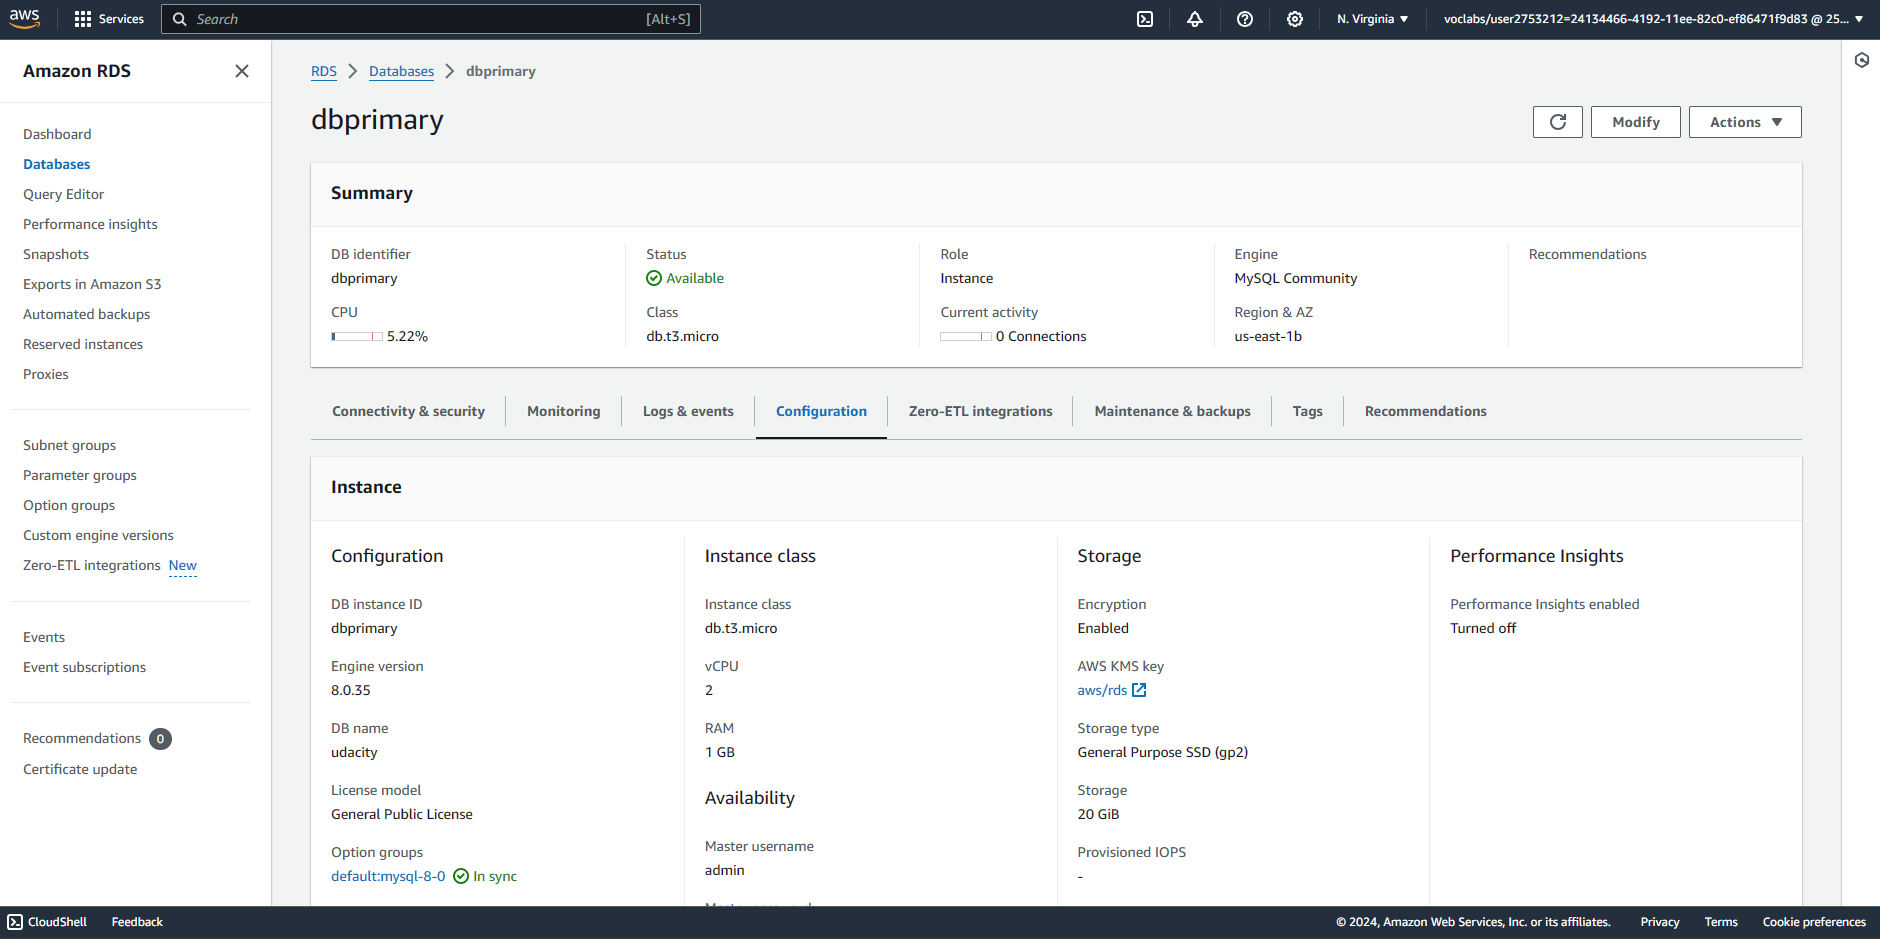 aws
Services
Search [Alt+S]
N. Virginia
voclabs/user2753212=24134466-4192-11ee-82c0-ef86471f9d83 @ 25...
Amazon RDS
Dashboard
Databases
Query Editor
Performance insights
Snapshots
Exports in Amazon S3
Automated backups
Reserved instances
Proxies
Subnet groups
Parameter groups
Option groups
Custom engine versions
Zero-ETL integrations New
Events
Event subscriptions
Recommendations 0
Certificate update
RDS > Databases > dbprimary
dbprimary
Modify
Actions
Summary
DB identifier
dbprimary
CPU
5.22%
Status
Available
Class
db.t3.micro
Role
Instance
Current activity
0 Connections
Engine
MySQL Community
Region & AZ
us-east-1b
Recommendations
Connectivity & security
Monitoring
Logs & events
Configuration
Zero-ETL integrations
Maintenance & backups
Tags
Recommendations
Instance
Configuration
DB instance ID
dbprimary
Engine version
8.0.35
DB name
udacity
License model
General Public License
Option groups
default:mysql-8-0 In sync
Instance class
Instance class
db.t3.micro
vCPU
2
RAM
1 GB
Availability
Master username
admin
Storage
Encryption
Enabled
AWS KMS key
aws/rds
Storage type
General Purpose SSD (gp2)
Storage
20 GiB
Provisioned IOPS
-
Performance Insights
Performance Insights enabled
Turned off
CloudShell
Feedback
© 2024, Amazon Web Services, Inc. or its affiliates.
Privacy
Terms
Cookie preferences